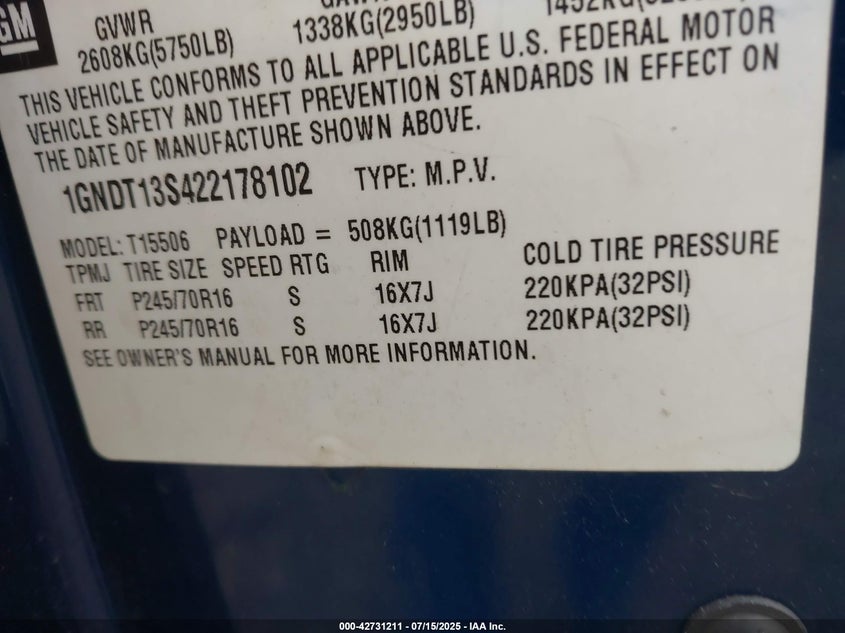 GM
GVWR
2608KG(5750LB)
1338KG(2950LB)
THIS VEHICLE CONFORMS TO ALL APPLICABLE U.S. FEDERAL MOTOR
VEHICLE SAFETY AND THEFT PREVENTION STANDARDS IN EFFECT ON
THE DATE OF MANUFACTURE SHOWN ABOVE.
1GNDT13S422178102 TYPE: M.P.V.
MODEL: T15506 PAYLOAD = 508KG(1119LB)
TPMJ TIRE SIZE SPEED RTG RIM COLD TIRE PRESSURE
FRT P245/70R16 S 16X7J 220KPA(32PSI)
RR P245/70R16 S 16X7J 220KPA(32PSI)
SEE OWNER'S MANUAL FOR MORE INFORMATION.
000-42731211 - 07/15/2025 - IAA Inc.